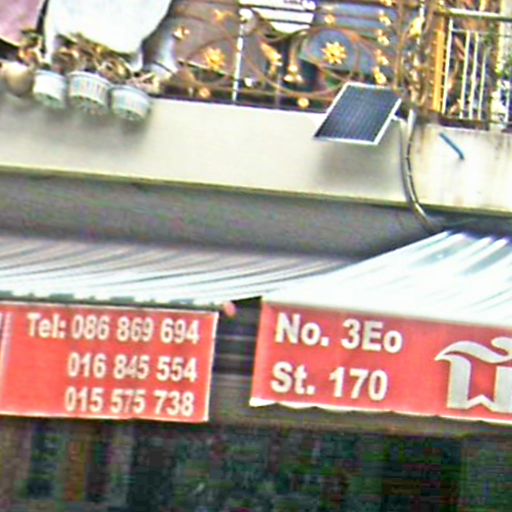 Tel: 086 869 694
016 845 554
015 575 738
No. 3Eo
St. 170